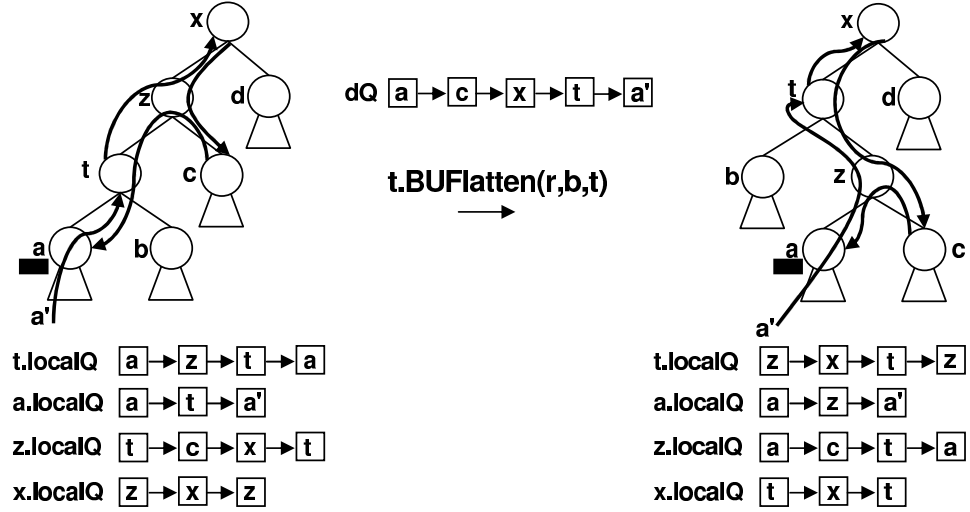 x
x
z
d
dQ a c x t a'
t
d
t
c
t.BUFlatten(r,b,t)
b
z
a
b
a
c
a'
a'
t.localQ a z t a
t.localQ z x t z
a.localQ a t a'
a.localQ a z a'
z.localQ t c x t
z.localQ a c t a
x.localQ z x z
x.localQ t x t